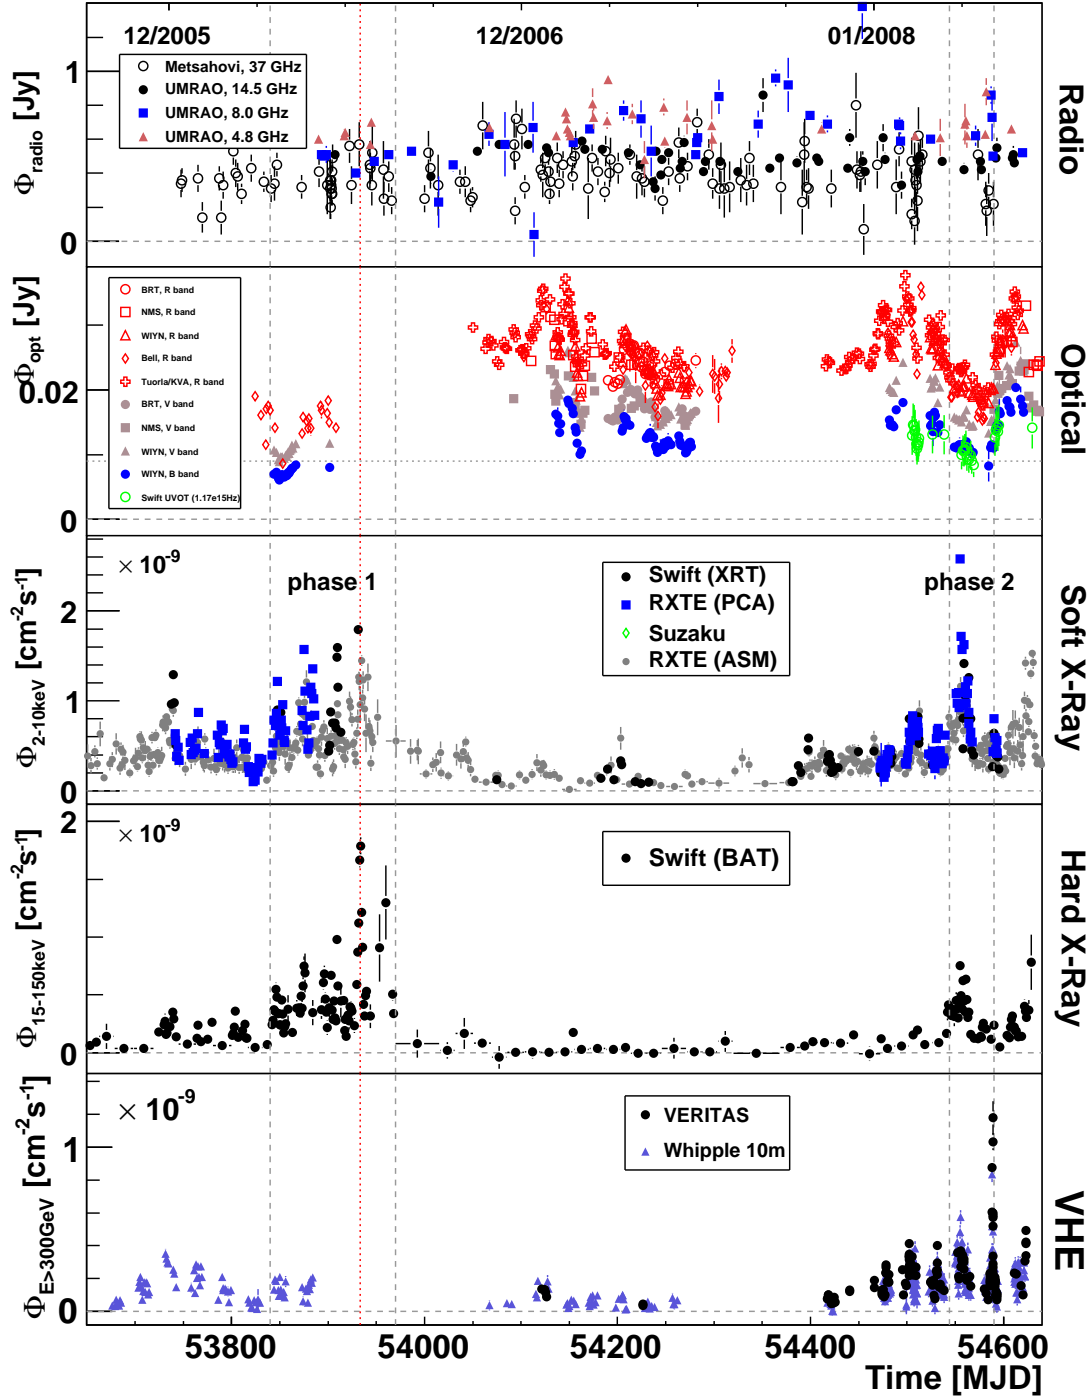 12/2005
12/2006
01/2008
Metsahovi, 37 GHz
UMRAO, 14.5 GHz
UMRAO, 8.0 GHz
UMRAO, 4.8 GHz
1
0
Φradio [Jy]
Radio
BRT, R band
NMS, R band
WIYN, R band
Bell, R band
Tuorla/KVA, R band
BRT, V band
NMS, V band
WIYN, V band
WIYN, B band
Swift UVOT (1.17e15Hz)
0.02
0
Φopt [Jy]
Optical
× 10⁻⁹
phase 1
phase 2
Swift (XRT)
RXTE (PCA)
Suzaku
RXTE (ASM)
2
1
0
Φ2-10keV [cm⁻²s⁻¹]
Soft X-Ray
2
× 10⁻⁹
Swift (BAT)
0
Φ15-150keV [cm⁻²s⁻¹]
Hard X-Ray
× 10⁻⁹
VERITAS
Whipple 10m
1
0
ΦE>300GeV [cm⁻²s⁻¹]
VHE
53800
54000
54200
54400
54600
Time [MJD]